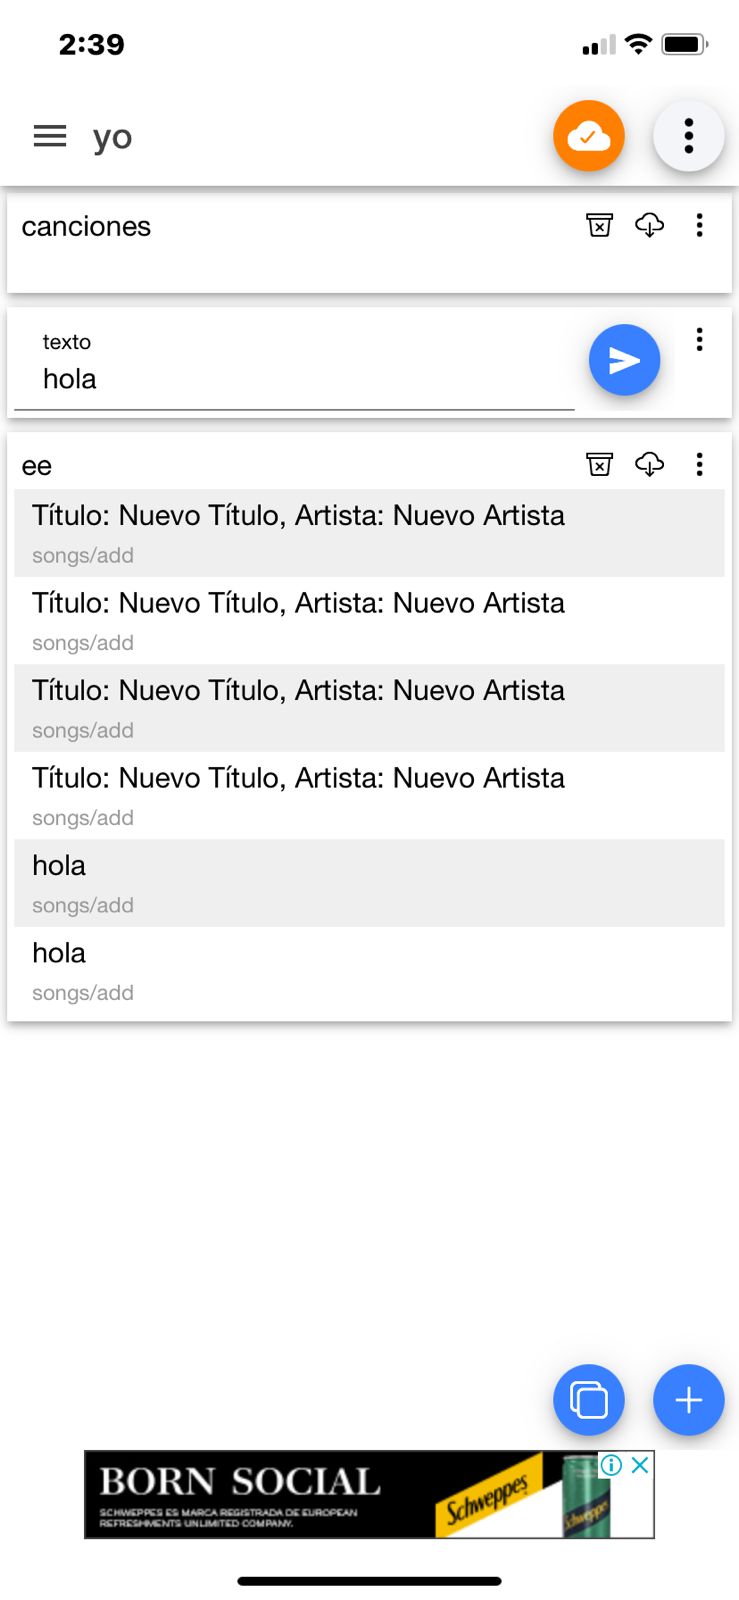 2:39
yo
canciones
texto
hola
ee
Título: Nuevo Título, Artista: Nuevo Artista
songs/add
Título: Nuevo Título, Artista: Nuevo Artista
songs/add
Título: Nuevo Título, Artista: Nuevo Artista
songs/add
Título: Nuevo Título, Artista: Nuevo Artista
songs/add
hola
songs/add
hola
songs/add
BORN SOCIAL
SCHWEPPES ES MARCA REGISTRADA DE EUROPEAN
REFRESHMENTS UNLIMITED COMPANY.
Schweppes
Schweppes